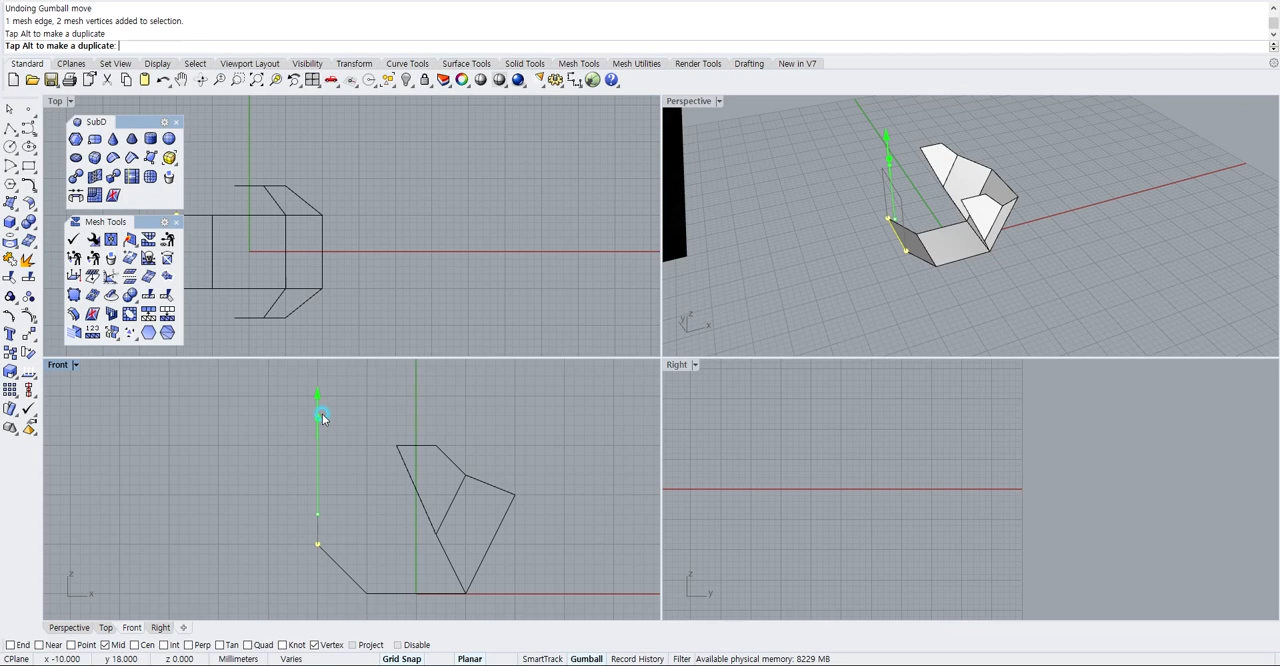 Undoing Gumball move
1 mesh edge, 2 mesh vertices added to selection.
Tap Alt to make a duplicate
Tap Alt to make a duplicate:
Standard CPlanes Set View Display Select Viewport Layout Visibility Transform Curve Tools Surface Tools Solid Tools Mesh Tools Mesh Utilities Render Tools Drafting New in V7
Top
Perspective
SubD
Mesh Tools
123
z
y
x
Front
Right
z
x
z
y
Perspective Top Front Right
End Near Point Mid Cen Int Perp Tan Quad Knot Vertex Project Disable
CPlane x -10.000 y 18.000 z 0.000 Millimeters Varies Grid Snap Planar SmartTrack Gumball Record History Filter Available physical memory: 8229 MB